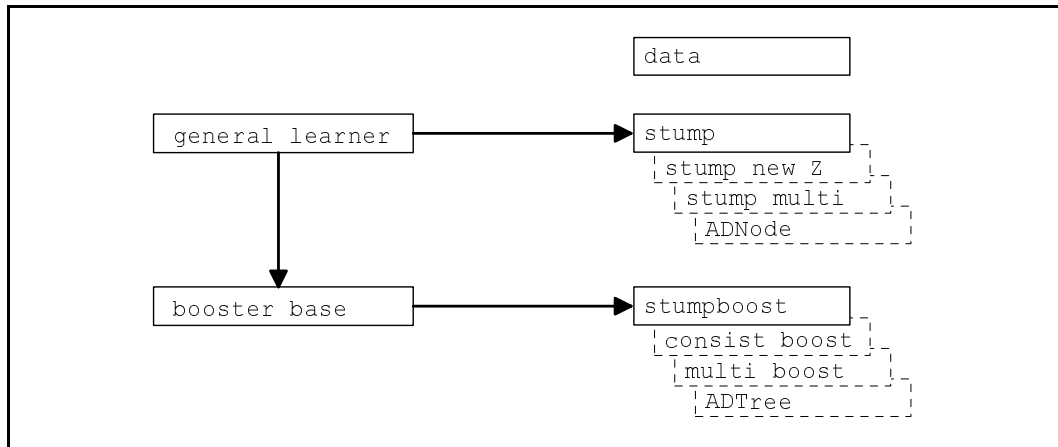 data
general learner
stump
stump new Z
stump multi
ADNode
booster base
stumpboost
consist boost
multi boost
ADTree